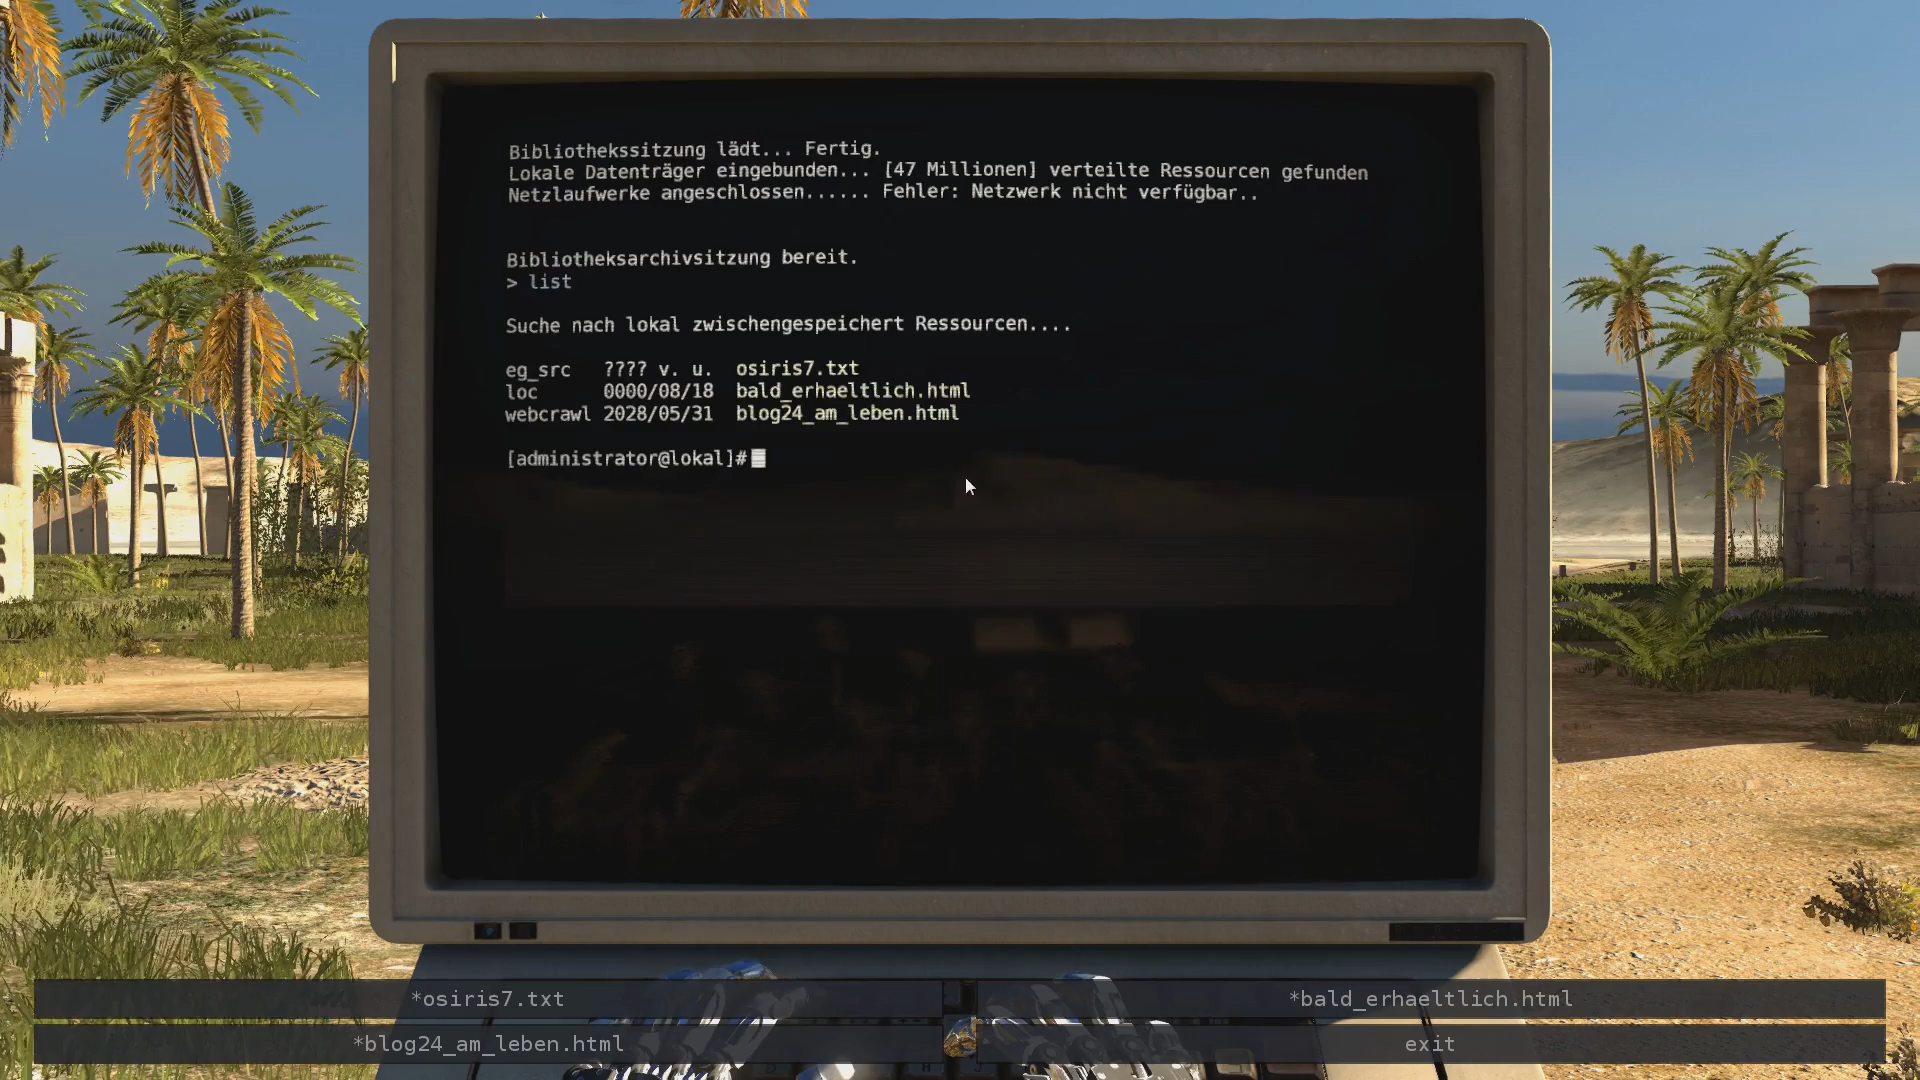 Bibliothekssitzung lädt... Fertig.
Lokale Datenträger eingebunden... [47 Millionen] verteilte Ressourcen gefunden
Netzlaufwerke angeschlossen...... Fehler: Netzwerk nicht verfügbar..
Bibliotheksarchivsitzung bereit.
> list
Suche nach lokal zwischengespeichert Ressourcen....
eg_src ???? v. u. osiris7.txt
loc 0000/08/18 bald_erhaeltlich.html
webcrawl 2028/05/31 blog24_am_leben.html
[administrator@lokal]#
*osiris7.txt
*bald_erhaeltlich.html
*blog24_am_leben.html
exit